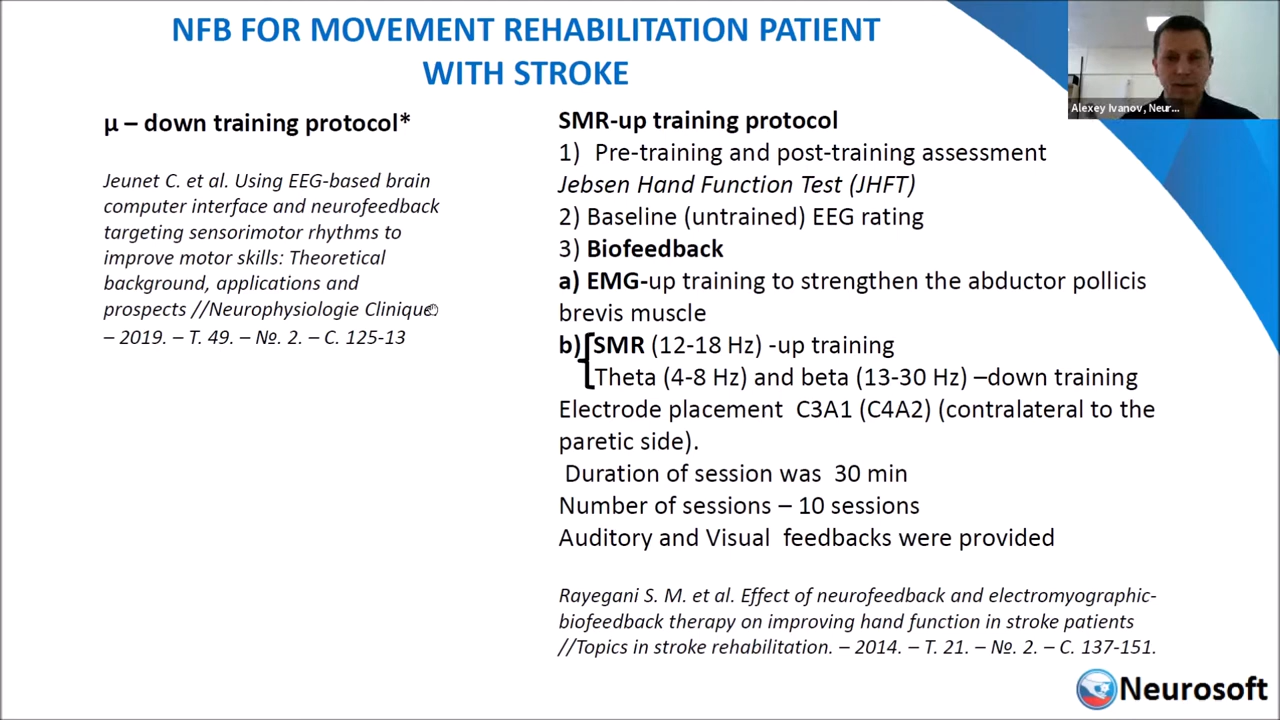 NFB FOR MOVEMENT REHABILITATION PATIENT
WITH STROKE
Alexey Ivanov, Neur...
μ – down training protocol*
Jeunet C. et al. Using EEG-based brain
computer interface and neurofeedback
targeting sensorimotor rhythms to
improve motor skills: Theoretical
background, applications and
prospects //Neurophysiologie Clinique
– 2019. – T. 49. – №. 2. – C. 125-13
SMR-up training protocol
1) Pre-training and post-training assessment
Jebsen Hand Function Test (JHFT)
2) Baseline (untrained) EEG rating
3) Biofeedback
a) EMG-up training to strengthen the abductor pollicis
brevis muscle
b) SMR (12-18 Hz) -up training
Theta (4-8 Hz) and beta (13-30 Hz) –down training
Electrode placement C3A1 (C4A2) (contralateral to the
paretic side).
Duration of session was 30 min
Number of sessions – 10 sessions
Auditory and Visual feedbacks were provided
Rayegani S. M. et al. Effect of neurofeedback and electromyographic-
biofeedback therapy on improving hand function in stroke patients
//Topics in stroke rehabilitation. – 2014. – T. 21. – №. 2. – C. 137-151.
Neurosoft